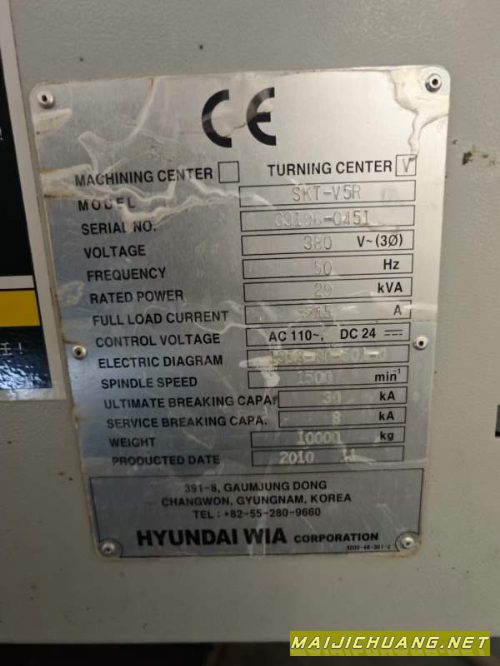 CE
MACHINING CENTER TURNING CENTER V
MODEL SKT-V5R
SERIAL NO.
VOLTAGE 380 V~(3Ø)
FREQUENCY Hz
RATED POWER kVA
FULL LOAD CURRENT A
CONTROL VOLTAGE AC 110~, DC 24
ELECTRIC DIAGRAM
SPINDLE SPEED 1500 min⁻¹
ULTIMATE BREAKING CAPA. 30 kA
SERVICE BREAKING CAPA. 8 kA
WEIGHT 10000 kg
PRODUCTED DATE 2010
391-8, GAUMJUNG DONG
CHANGWON, GYUNGNAM, KOREA
TEL : +82-55-280-9660
HYUNDAI WIA CORPORATION
MAIJICHUANG.NET